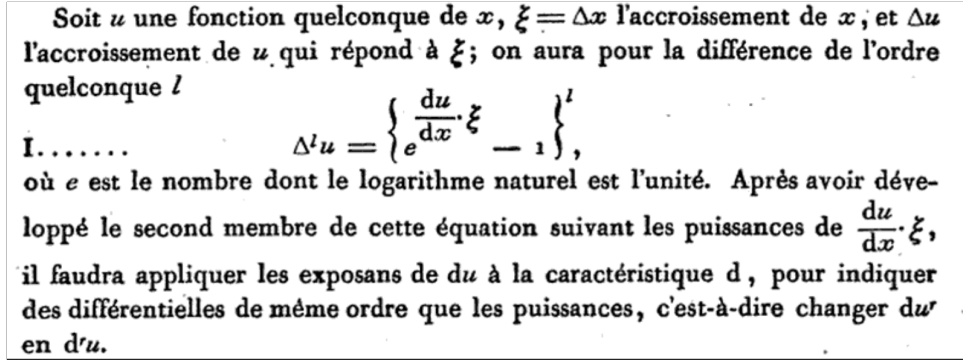 Soit u une fonction quelconque de x, ξ = Δx l'accroissement de x, et Δu
l'accroissement de u qui répond à ξ; on aura pour la différence de l'ordre
quelconque l
I....... Δˡu = {e^{du/dx·ξ} — 1}ˡ,
où e est le nombre dont le logarithme naturel est l'unité. Après avoir déve-
loppé le second membre de cette équation suivant les puissances de du/dx·ξ,
il faudra appliquer les exposans de du à la caractéristique d, pour indiquer
des différentielles de même ordre que les puissances, c'est-à-dire changer duʳ
en dʳu.